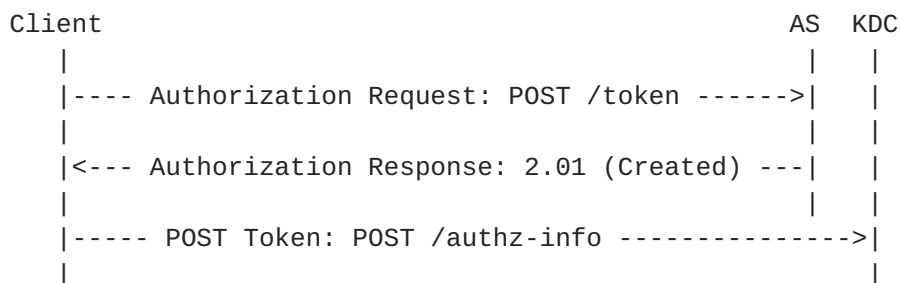 Client                                            AS  KDC
   |                                               |   |
   |---- Authorization Request: POST /token ------>|   |
   |                                               |   |
   |<--- Authorization Response: 2.01 (Created) ---|   |
   |                                               |   |
   |----- POST Token: POST /authz-info --------------->|
   |                                                   |